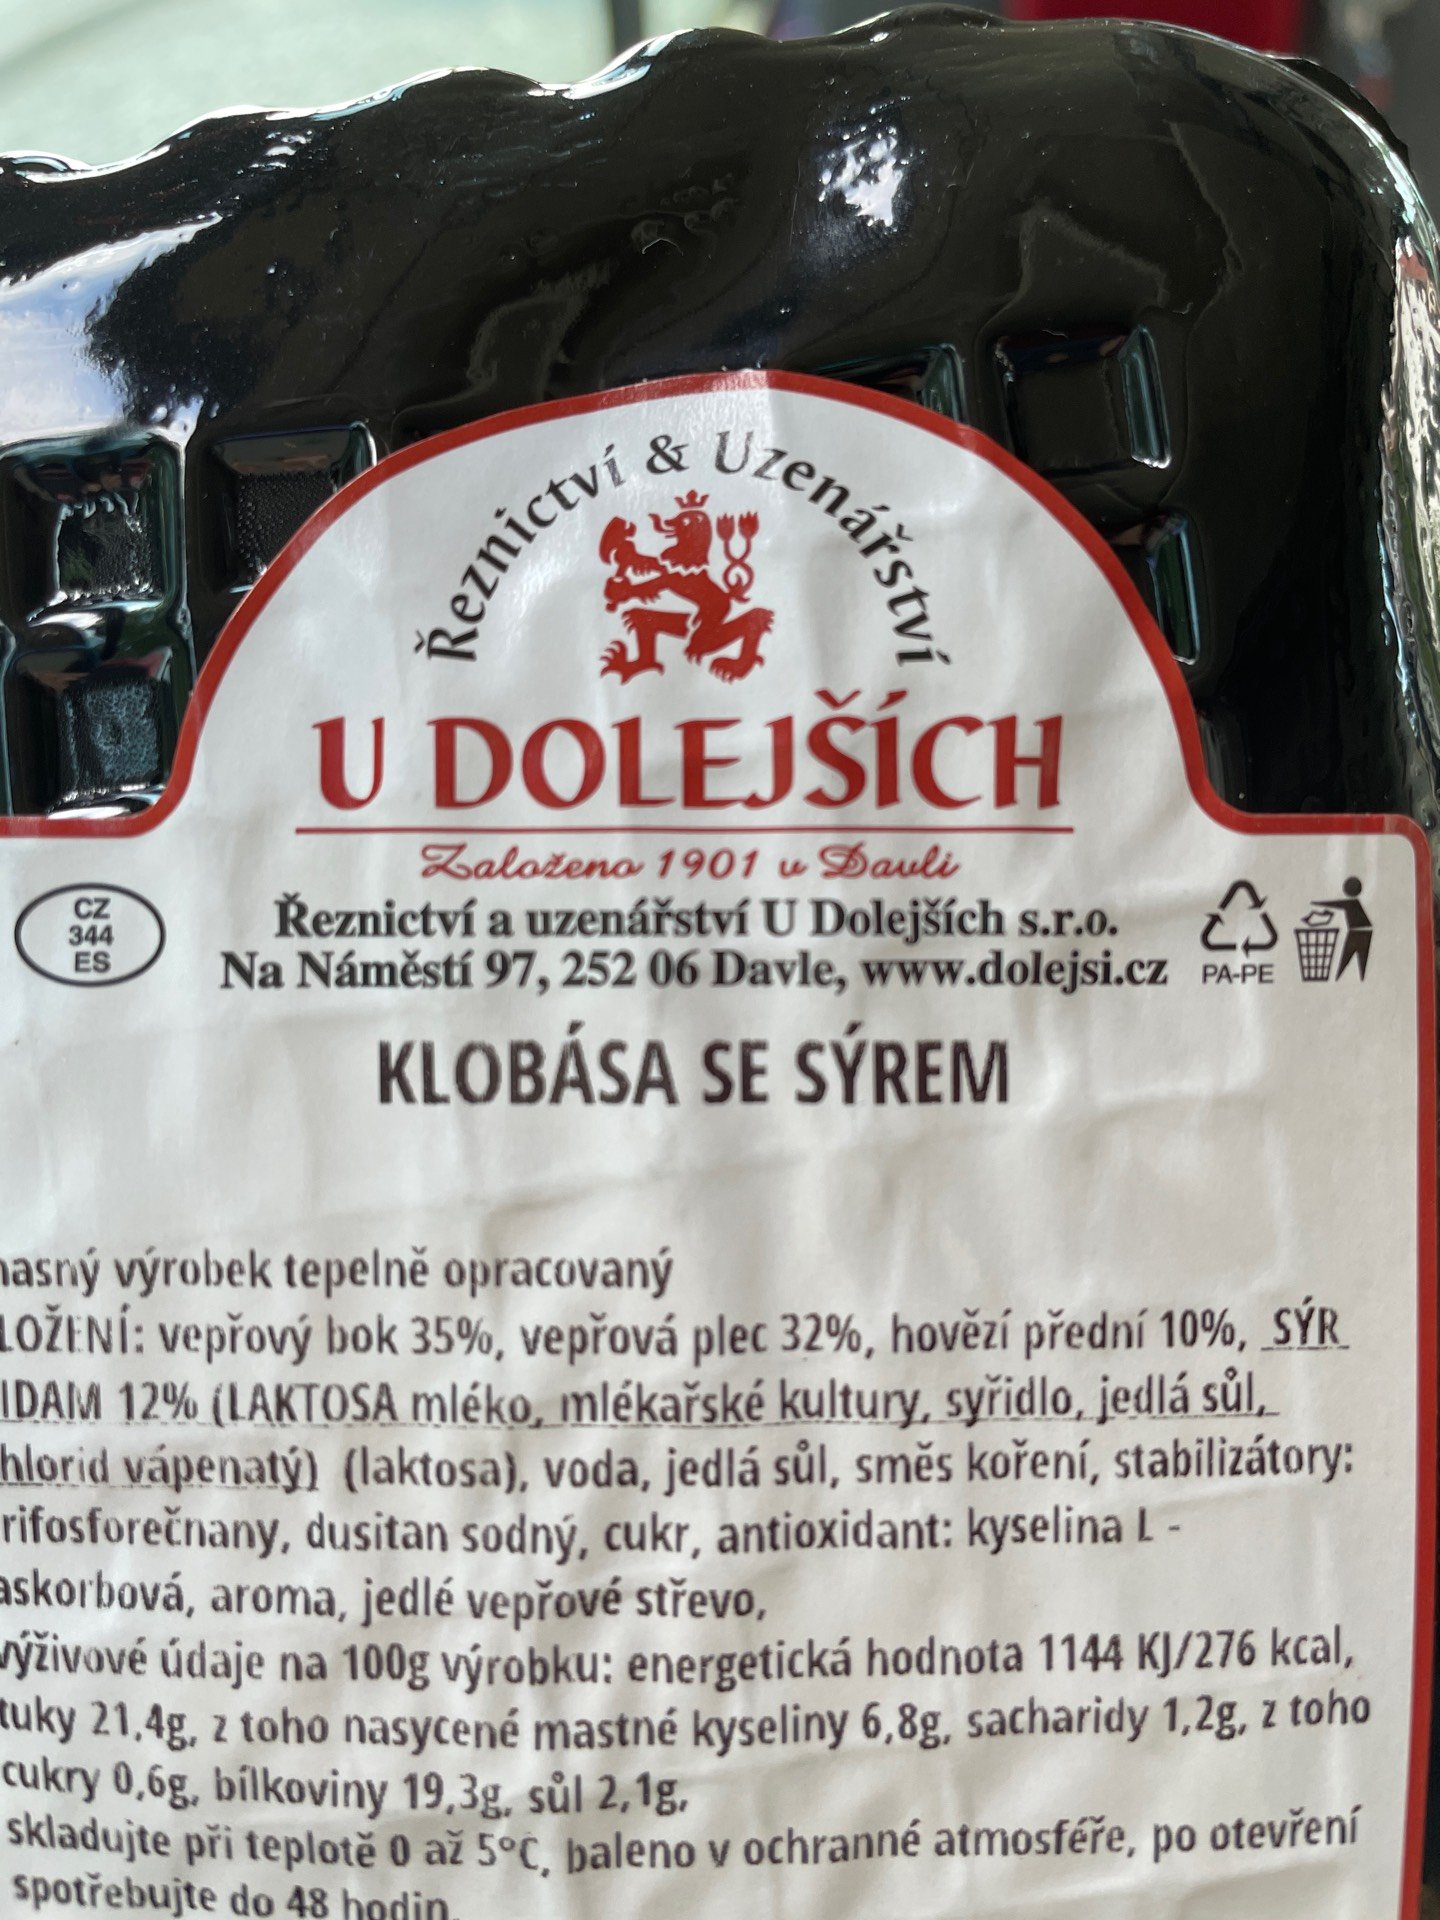 Řeznictví & Uzenářství
U DOLEJŠÍCH
Založeno 1901 v Davli
CZ
344
ES
Řeznictví a uzenářství U Dolejších s.r.o.
Na Náměstí 97, 252 06 Davle, www.dolejsi.cz
PA-PE
KLOBÁSA SE SÝREM
masný výrobek tepelně opracovaný
LOŽENÍ: vepřový bok 35%, vepřová plec 32%, hovězí přední 10%, SÝR
IDAM 12% (LAKTOSA mléko, mlékařské kultury, syřidlo, jedlá sůl,
hlorid vápenatý) (laktosa), voda, jedlá sůl, směs koření, stabilizátory:
rifosforečnany, dusitan sodný, cukr, antioxidant: kyselina L -
askorbová, aroma, jedlé vepřové střevo,
výživové údaje na 100g výrobku: energetická hodnota 1144 KJ/276 kcal,
tuky 21,4g, z toho nasycené mastné kyseliny 6,8g, sacharidy 1,2g, z toho
cukry 0,6g, bílkoviny 19,3g, sůl 2,1g,
skladujte při teplotě 0 až 5°C, baleno v ochranné atmosféře, po otevření
spotřebujte do 48 hodin.